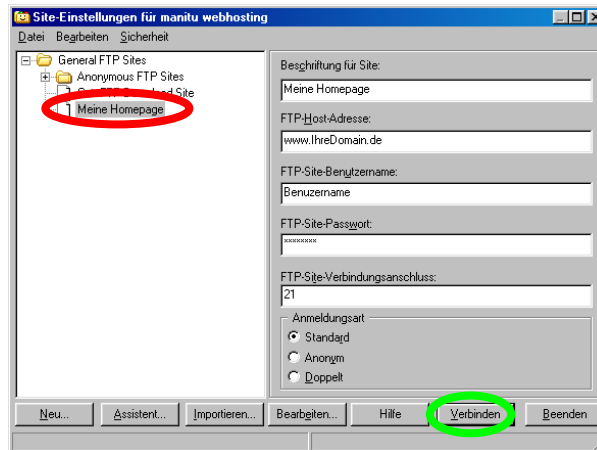 Site-Einstellungen für manitu webhosting
Datei Bearbeiten Sicherheit
General FTP Sites
Anonymous FTP Sites
Site
Meine Homepage
Beschriftung für Site:
Meine Homepage
FTP-Host-Adresse:
www.IhreDomain.de
FTP-Site-Benutzername:
Benuzername
FTP-Site-Passwort:
********
FTP-Site-Verbindungsanschluss:
21
Anmeldungsart
Standard
Anonym
Doppelt
Neu... Assistent... Importieren... Bearbeiten... Hilfe Verbinden Beenden